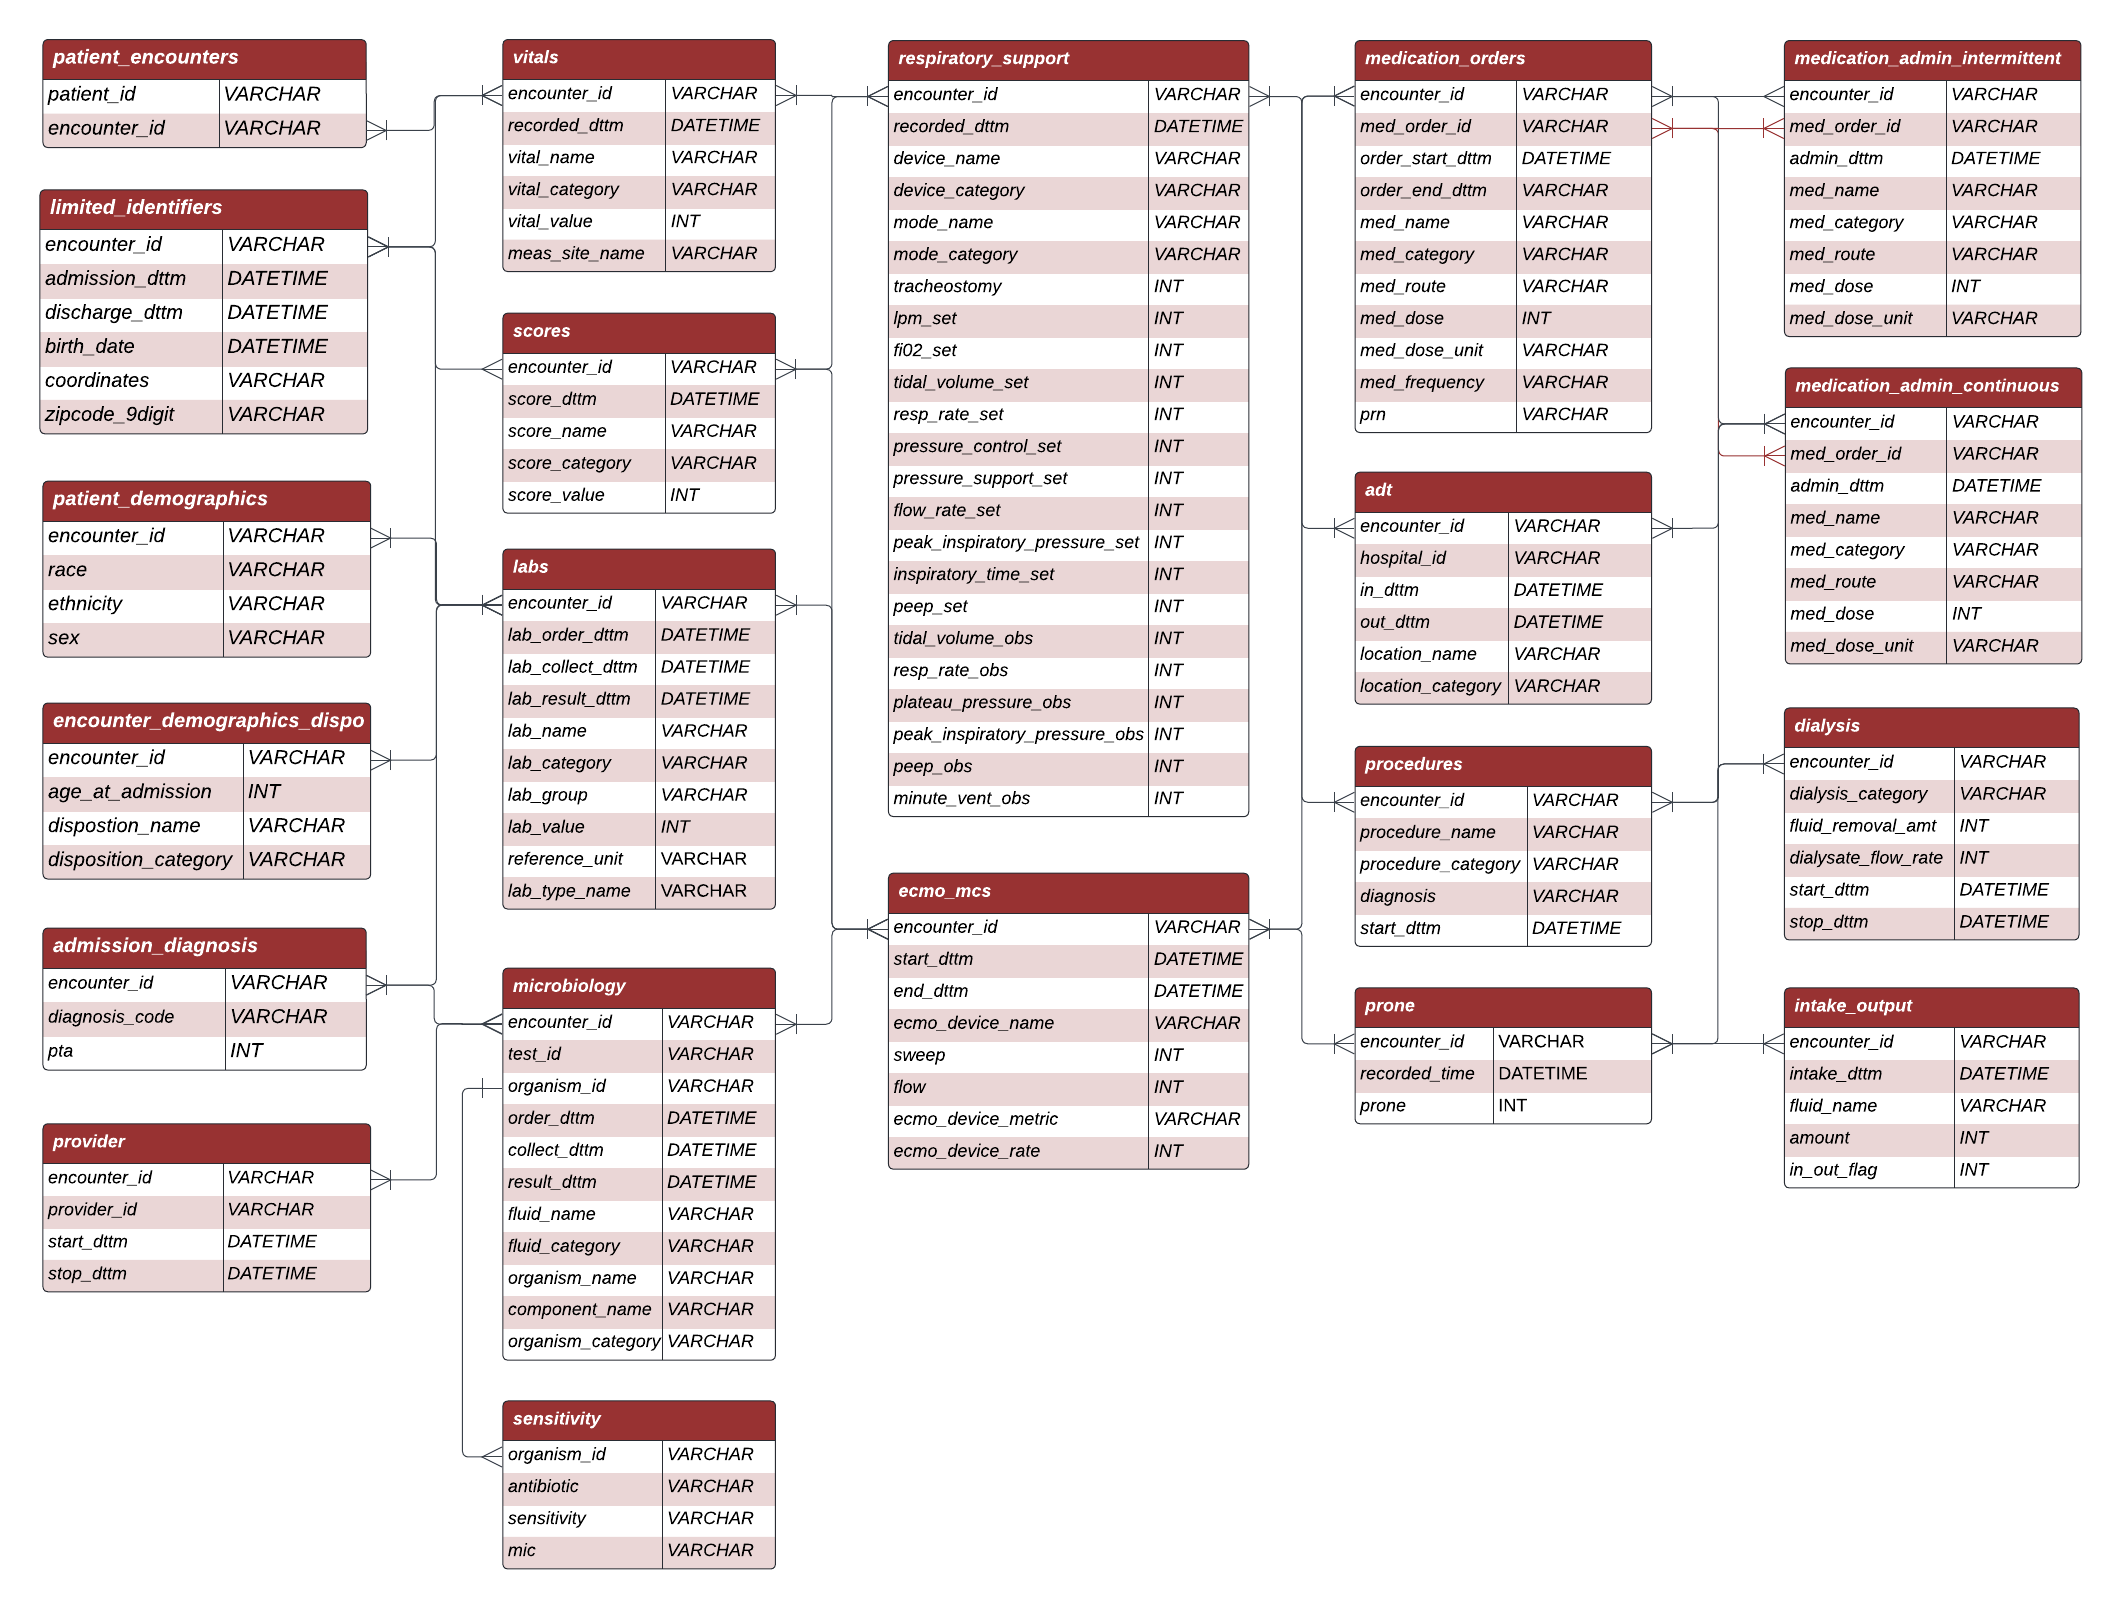 patient_encounters
patient_id VARCHAR
encounter_id VARCHAR
limited_identifiers
encounter_id VARCHAR
admission_dttm DATETIME
discharge_dttm DATETIME
birth_date DATETIME
coordinates VARCHAR
zipcode_9digit VARCHAR
patient_demographics
encounter_id VARCHAR
race VARCHAR
ethnicity VARCHAR
sex VARCHAR
encounter_demographics_dispo
encounter_id VARCHAR
age_at_admission INT
dispostion_name VARCHAR
disposition_category VARCHAR
admission_diagnosis
encounter_id VARCHAR
diagnosis_code VARCHAR
pta INT
provider
encounter_id VARCHAR
provider_id VARCHAR
start_dttm DATETIME
stop_dttm DATETIME
vitals
encounter_id VARCHAR
recorded_dttm DATETIME
vital_name VARCHAR
vital_category VARCHAR
vital_value INT
meas_site_name VARCHAR
scores
encounter_id VARCHAR
score_dttm DATETIME
score_name VARCHAR
score_category VARCHAR
score_value INT
labs
encounter_id VARCHAR
lab_order_dttm DATETIME
lab_collect_dttm DATETIME
lab_result_dttm DATETIME
lab_name VARCHAR
lab_category VARCHAR
lab_group VARCHAR
lab_value INT
reference_unit VARCHAR
lab_type_name VARCHAR
microbiology
encounter_id VARCHAR
test_id VARCHAR
organism_id VARCHAR
order_dttm DATETIME
collect_dttm DATETIME
result_dttm DATETIME
fluid_name VARCHAR
fluid_category VARCHAR
organism_name VARCHAR
component_name VARCHAR
organism_category VARCHAR
sensitivity
organism_id VARCHAR
antibiotic VARCHAR
sensitivity VARCHAR
mic VARCHAR
respiratory_support
encounter_id VARCHAR
recorded_dttm DATETIME
device_name VARCHAR
device_category VARCHAR
mode_name VARCHAR
mode_category VARCHAR
tracheostomy INT
lpm_set INT
fi02_set INT
tidal_volume_set INT
resp_rate_set INT
pressure_control_set INT
pressure_support_set INT
flow_rate_set INT
peak_inspiratory_pressure_set INT
inspiratory_time_set INT
peep_set INT
tidal_volume_obs INT
resp_rate_obs INT
plateau_pressure_obs INT
peak_inspiratory_pressure_obs INT
peep_obs INT
minute_vent_obs INT
ecmo_mcs
encounter_id VARCHAR
start_dttm DATETIME
end_dttm DATETIME
ecmo_device_name VARCHAR
sweep INT
flow INT
ecmo_device_metric VARCHAR
ecmo_device_rate INT
medication_orders
encounter_id VARCHAR
med_order_id VARCHAR
order_start_dttm DATETIME
order_end_dttm VARCHAR
med_name VARCHAR
med_category VARCHAR
med_route VARCHAR
med_dose INT
med_dose_unit VARCHAR
med_frequency VARCHAR
prn VARCHAR
adt
encounter_id VARCHAR
hospital_id VARCHAR
in_dttm DATETIME
out_dttm DATETIME
location_name VARCHAR
location_category VARCHAR
procedures
encounter_id VARCHAR
procedure_name VARCHAR
procedure_category VARCHAR
diagnosis VARCHAR
start_dttm DATETIME
prone
encounter_id VARCHAR
recorded_time DATETIME
prone INT
medication_admin_intermittent
encounter_id VARCHAR
med_order_id VARCHAR
admin_dttm DATETIME
med_name VARCHAR
med_category VARCHAR
med_route VARCHAR
med_dose INT
med_dose_unit VARCHAR
medication_admin_continuous
encounter_id VARCHAR
med_order_id VARCHAR
admin_dttm DATETIME
med_name VARCHAR
med_category VARCHAR
med_route VARCHAR
med_dose INT
med_dose_unit VARCHAR
dialysis
encounter_id VARCHAR
dialysis_category VARCHAR
fluid_removal_amt INT
dialysate_flow_rate INT
start_dttm DATETIME
stop_dttm DATETIME
intake_output
encounter_id VARCHAR
intake_dttm DATETIME
fluid_name VARCHAR
amount INT
in_out_flag INT